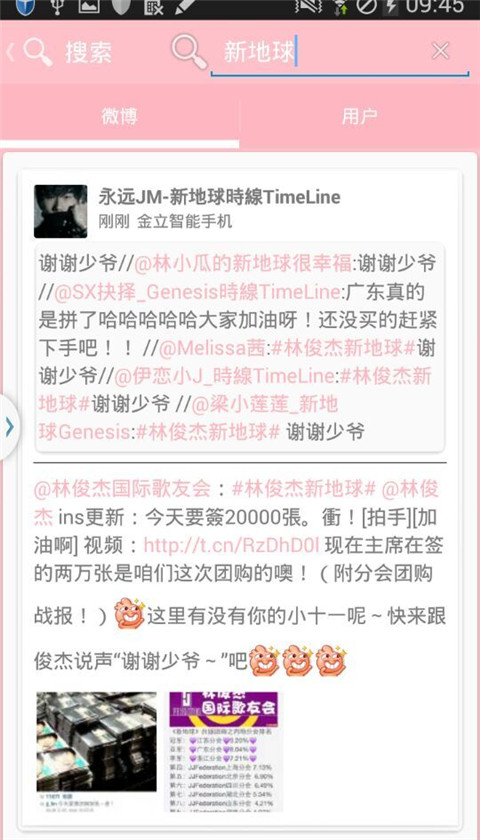 09:45
搜索
新地球
微博
用户
永远JM-新地球時線TimeLine
刚刚 金立智能手机
谢谢少爷//@林小瓜的新地球很幸福:谢谢少爷
//@SX抉择_Genesis時線TimeLine:广东真的
是拼了哈哈哈哈哈大家加油呀！还没买的赶紧
下手吧！！//@Melissa茜:#林俊杰新地球#谢
谢少爷//@伊恋小J_時線TimeLine:#林俊杰新
地球#谢谢少爷 //@梁小莲莲_新地
球Genesis:#林俊杰新地球# 谢谢少爷
@林俊杰国际歌友会：#林俊杰新地球# @林俊
杰 ins更新：今天要簽20000張。衝！[拍手][加
油啊] 视频：http://t.cn/RzDhD0l 现在主席在签
的两万张是咱们这次团购的噢！（附分会团购
战报！）这里有没有你的小十一呢～快来跟
俊杰说声“谢谢少爷～”吧
林俊杰
国际歌友会